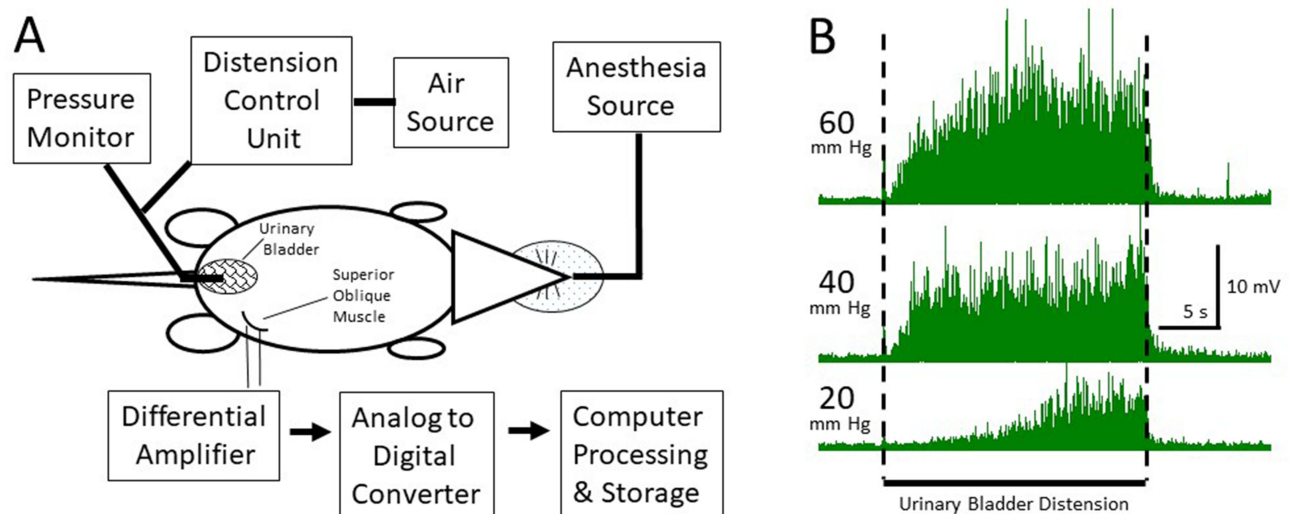 A
Pressure
Monitor
Distension
Control
Unit
Air
Source
Anesthesia
Source
Urinary
Bladder
Superior
Oblique
Muscle
Differential
Amplifier
Analog to
Digital
Converter
Computer
Processing
& Storage
B
60
mm Hg
40
mm Hg
20
mm Hg
10 mV
5 s
Urinary Bladder Distension